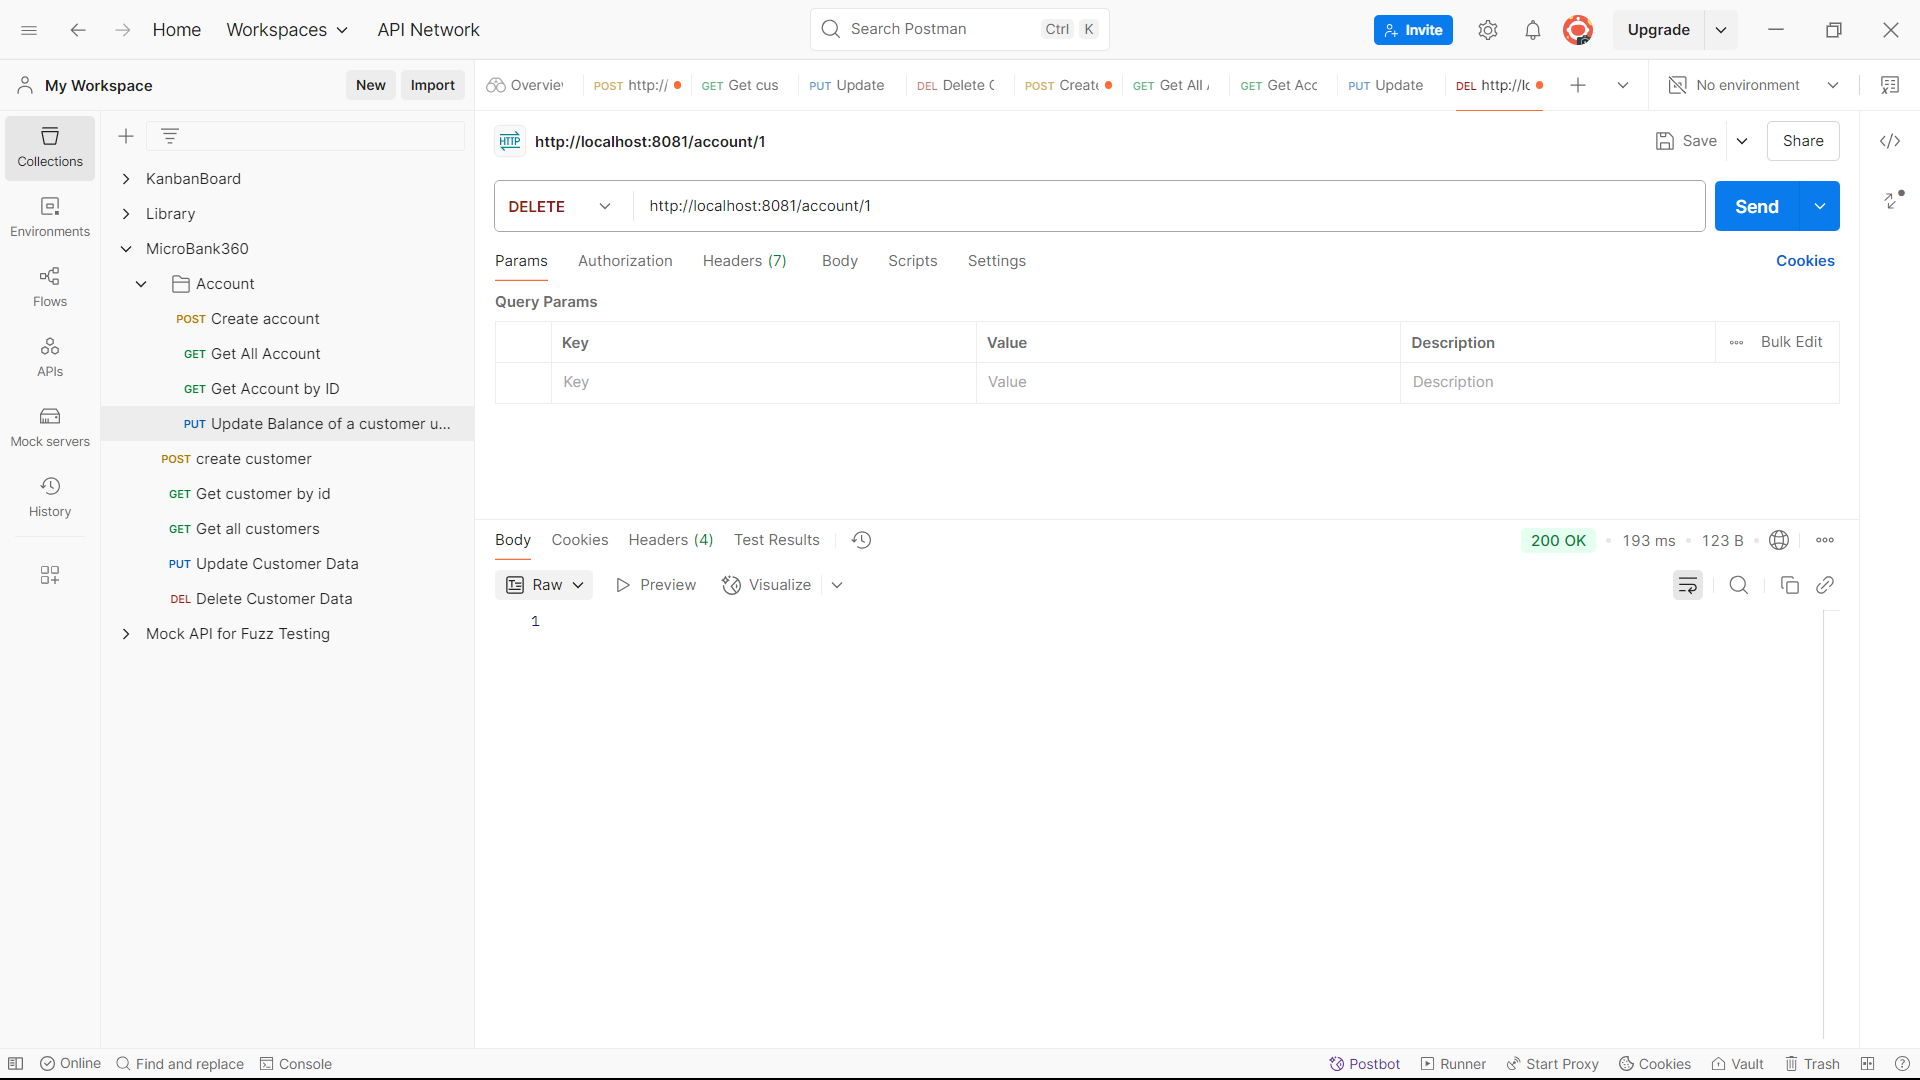 Home Workspaces API Network Search Postman Ctrl K Invite Upgrade
My Workspace New Import Overvie POST http:/ GET Get cus PUT Update DEL Delete C POST Create GET Get All GET Get Acc PUT Update DEL http://lo No environment
Collections
Environments
Flows
APIs
Mock servers
History
KanbanBoard
Library
MicroBank360
Account
POST Create account
GET Get All Account
GET Get Account by ID
PUT Update Balance of a customer u...
POST create customer
GET Get customer by id
GET Get all customers
PUT Update Customer Data
DEL Delete Customer Data
Mock API for Fuzz Testing
HTTP http://localhost:8081/account/1 Save Share
DELETE http://localhost:8081/account/1 Send
Params Authorization Headers (7) Body Scripts Settings Cookies
Query Params
Key Value Description Bulk Edit
Key Value Description
Body Cookies Headers (4) Test Results 200 OK 193 ms 123 B
Raw Preview Visualize
1
Online Find and replace Console Postbot Runner Start Proxy Cookies Vault Trash